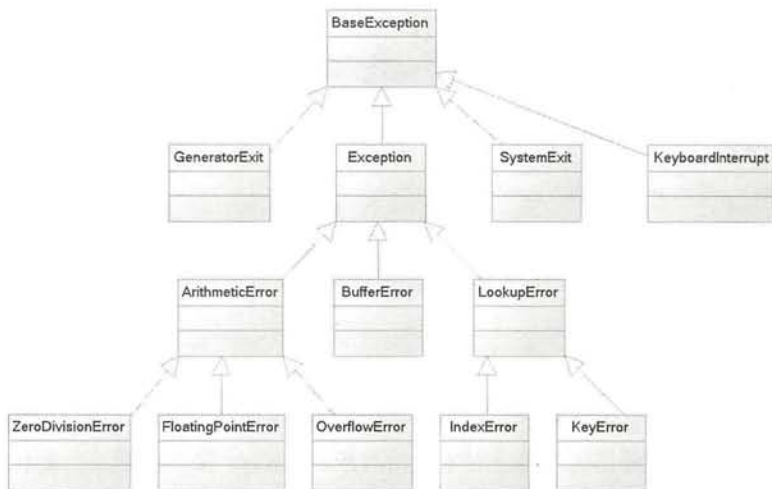 BaseException
GeneratorExit
Exception
SystemExit
KeyboardInterrupt
ArithmeticError
BufferError
LookupError
ZeroDivisionError
FloatingPointError
OverflowError
IndexError
KeyError